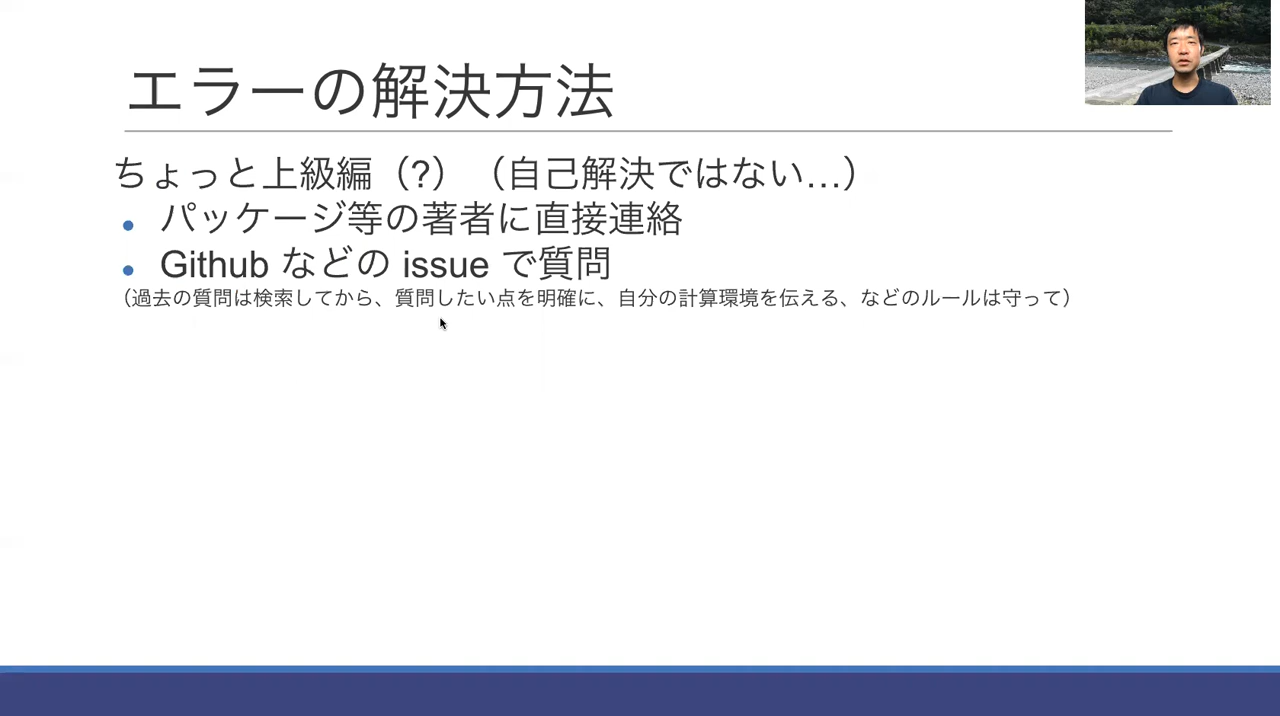 エラーの解決方法
ちょっと上級編（?）（自己解決ではない…）
• パッケージ等の著者に直接連絡
• Github などの issue で質問
（過去の質問は検索してから、質問したい点を明確に、自分の計算環境を伝える、などのルールは守って）